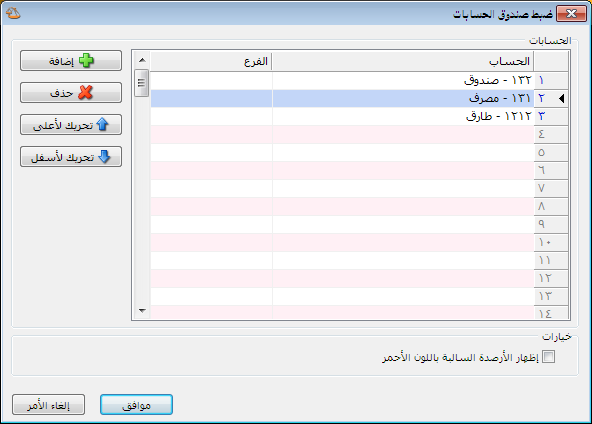 ضبط صندوق الحسابات
الحسابات
الحساب الفرع
١ ١٣٢ - صندوق
٢ ١٣١ - مصرف
٣ ١٢١٢ - طارق
٤
٥
٦
٧
٨
٩
١٠
١١
١٢
١٣
١٤
إضافة
حذف
تحريك لأعلى
تحريك لأسفل
خيارات
إظهار الأرصدة السالبة باللون الأحمر
موافق
إلغاء الأمر